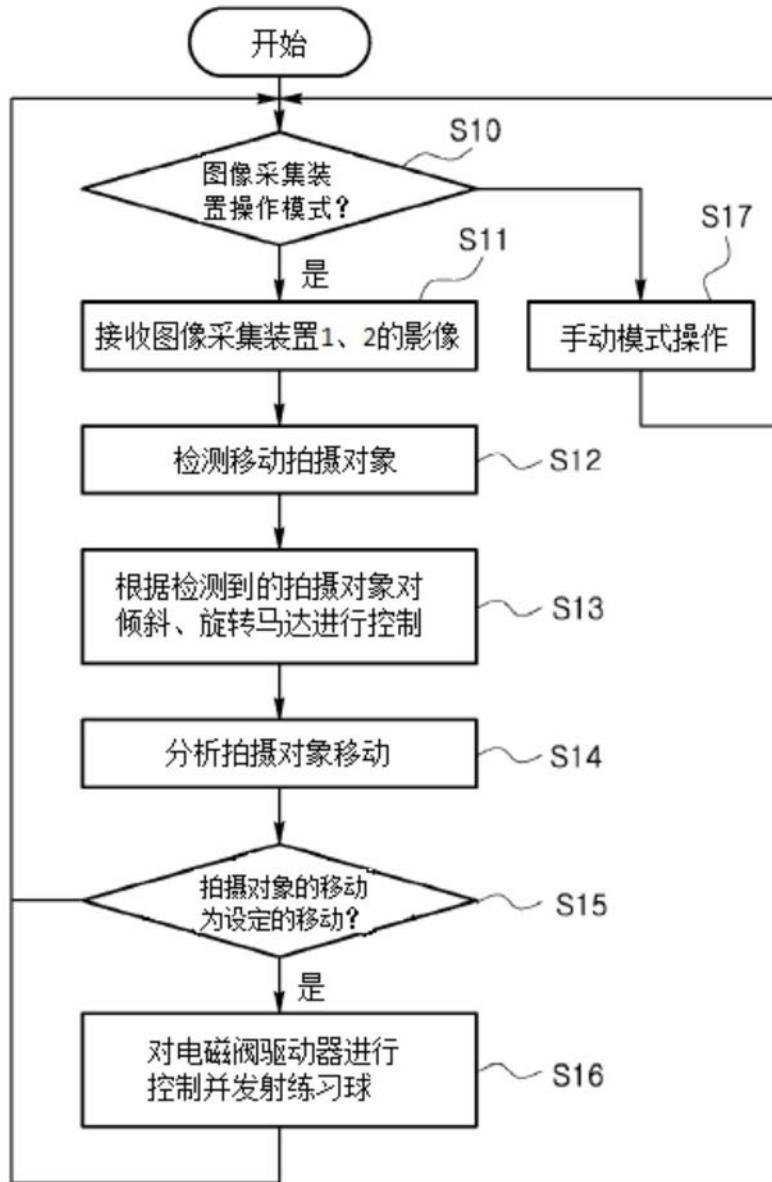 开始
S10
图像采集装
置操作模式？
S11
是
S17
接收图像采集装置1、2的影像
手动模式操作
检测移动拍摄对象
S12
根据检测到的拍摄对象对
倾斜、旋转马达进行控制
S13
分析拍摄对象移动
S14
拍摄对象的移动
为设定的移动？
S15
是
对电磁阀驱动器进行
控制并发射练习球
S16